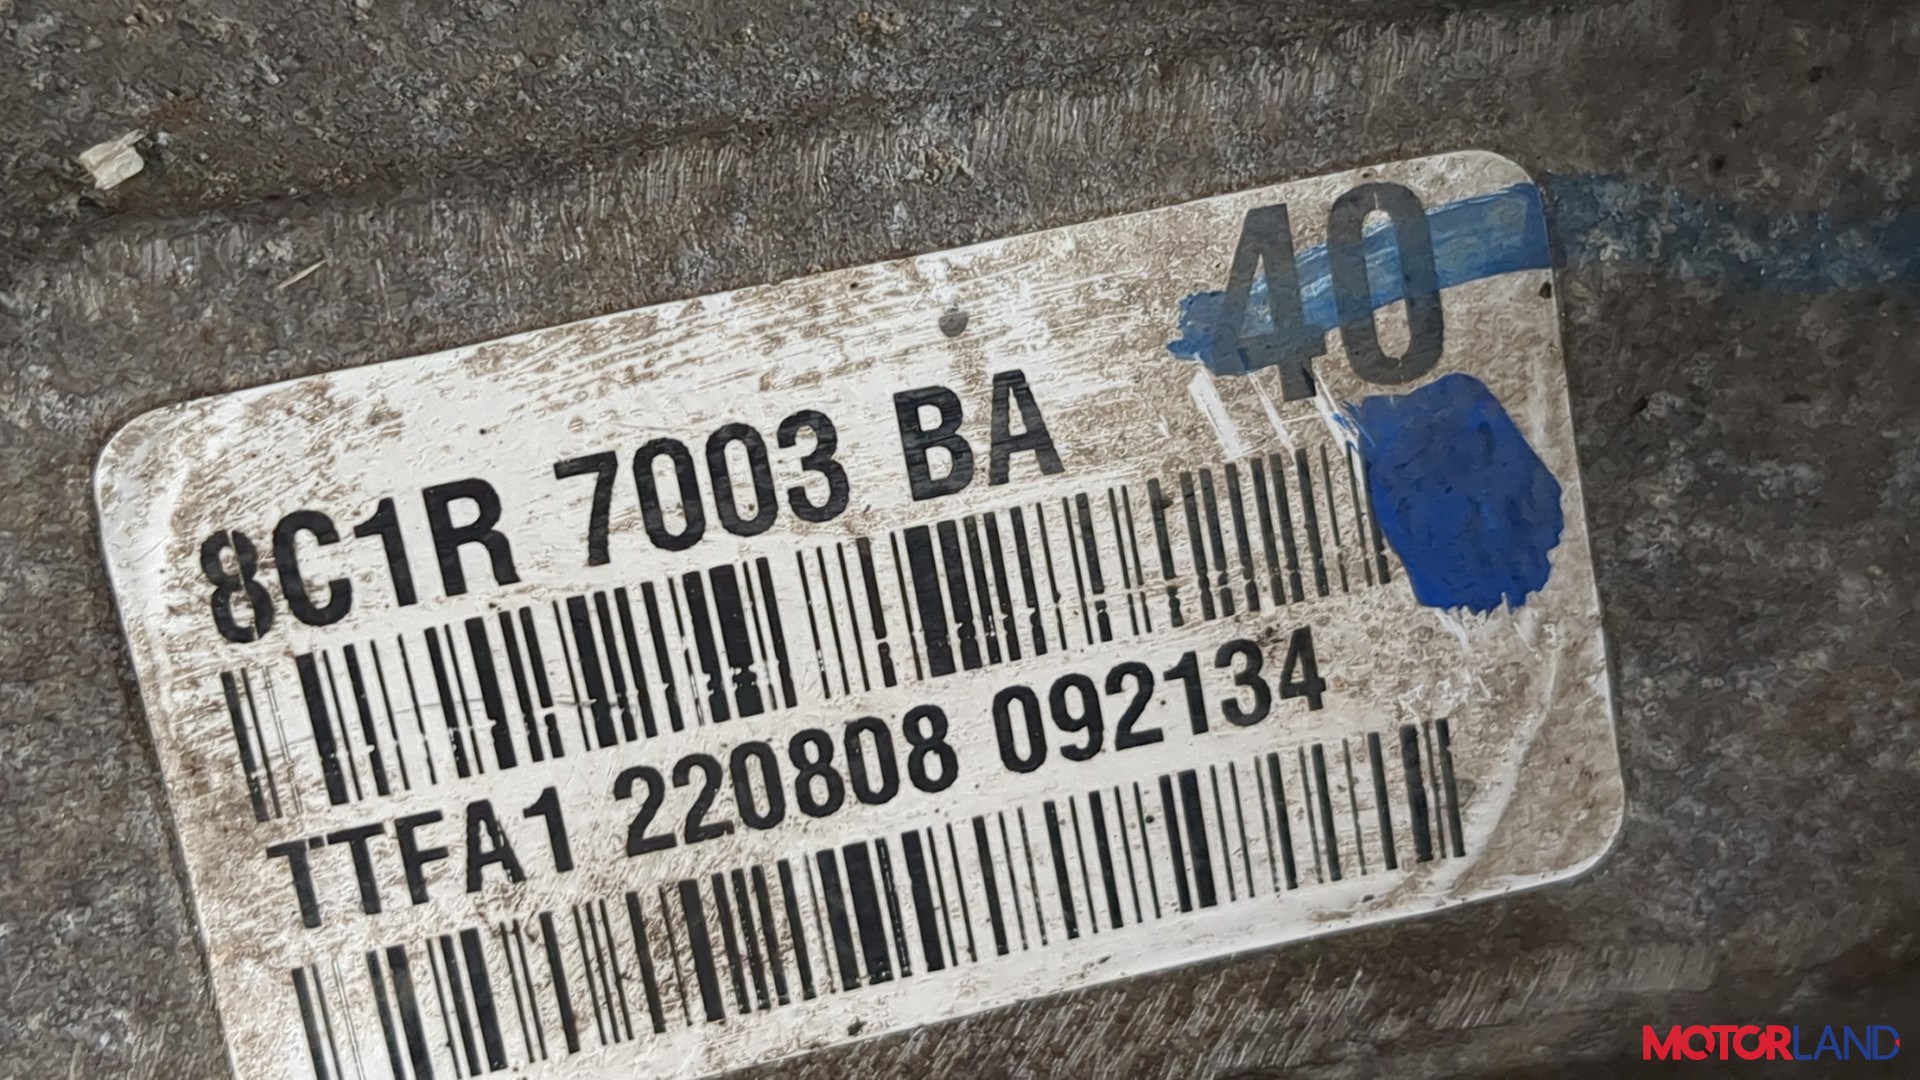 40
8C1R 7003 BA
TTFA1 220808 092134
MOTORLAND